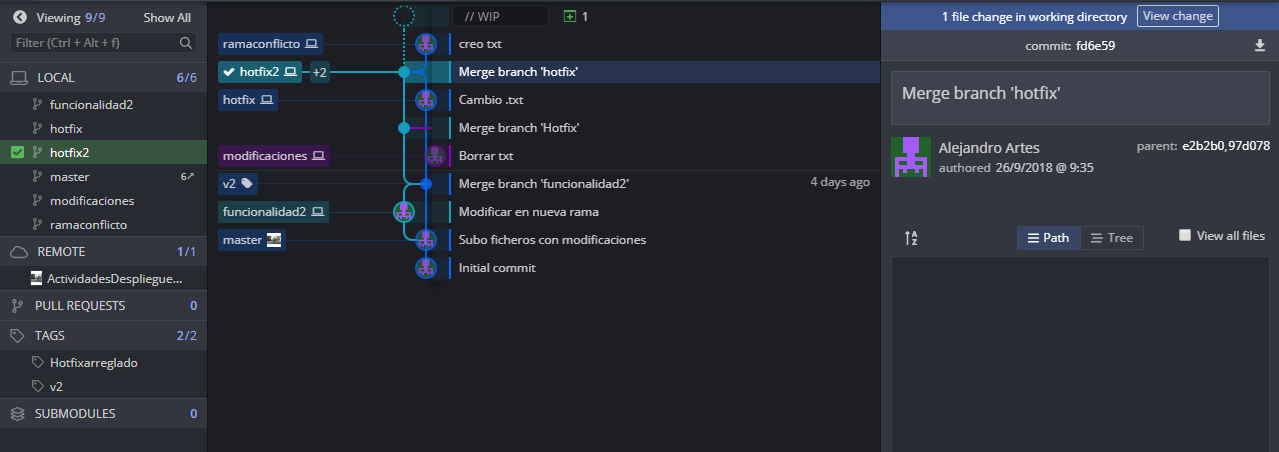 Viewing 9/9 Show All
Filter (Ctrl + Alt + f)
LOCAL 6/6
funcionalidad2
hotfix
hotfix2
master 6
modificaciones
ramaconflicto
REMOTE 1/1
ActividadesDespliegue...
PULL REQUESTS 0
TAGS 2/2
Hotfixarreglado
v2
SUBMODULES 0
// WIP 1
ramaconflicto creo txt
hotfix2 +2 Merge branch 'hotfix'
hotfix Cambio .txt
Merge branch 'Hotfix'
modificaciones Borrar txt
v2 Merge branch 'funcionalidad2' 4 days ago
funcionalidad2 Modificar en nueva rama
master Subo ficheros con modificaciones
Initial commit
1 file change in working directory View change
commit: fd6e59
Merge branch 'hotfix'
Alejandro Artes parent: e2b2b0,97d078
authored 26/9/2018 @ 9:35
AZ Path Tree View all files